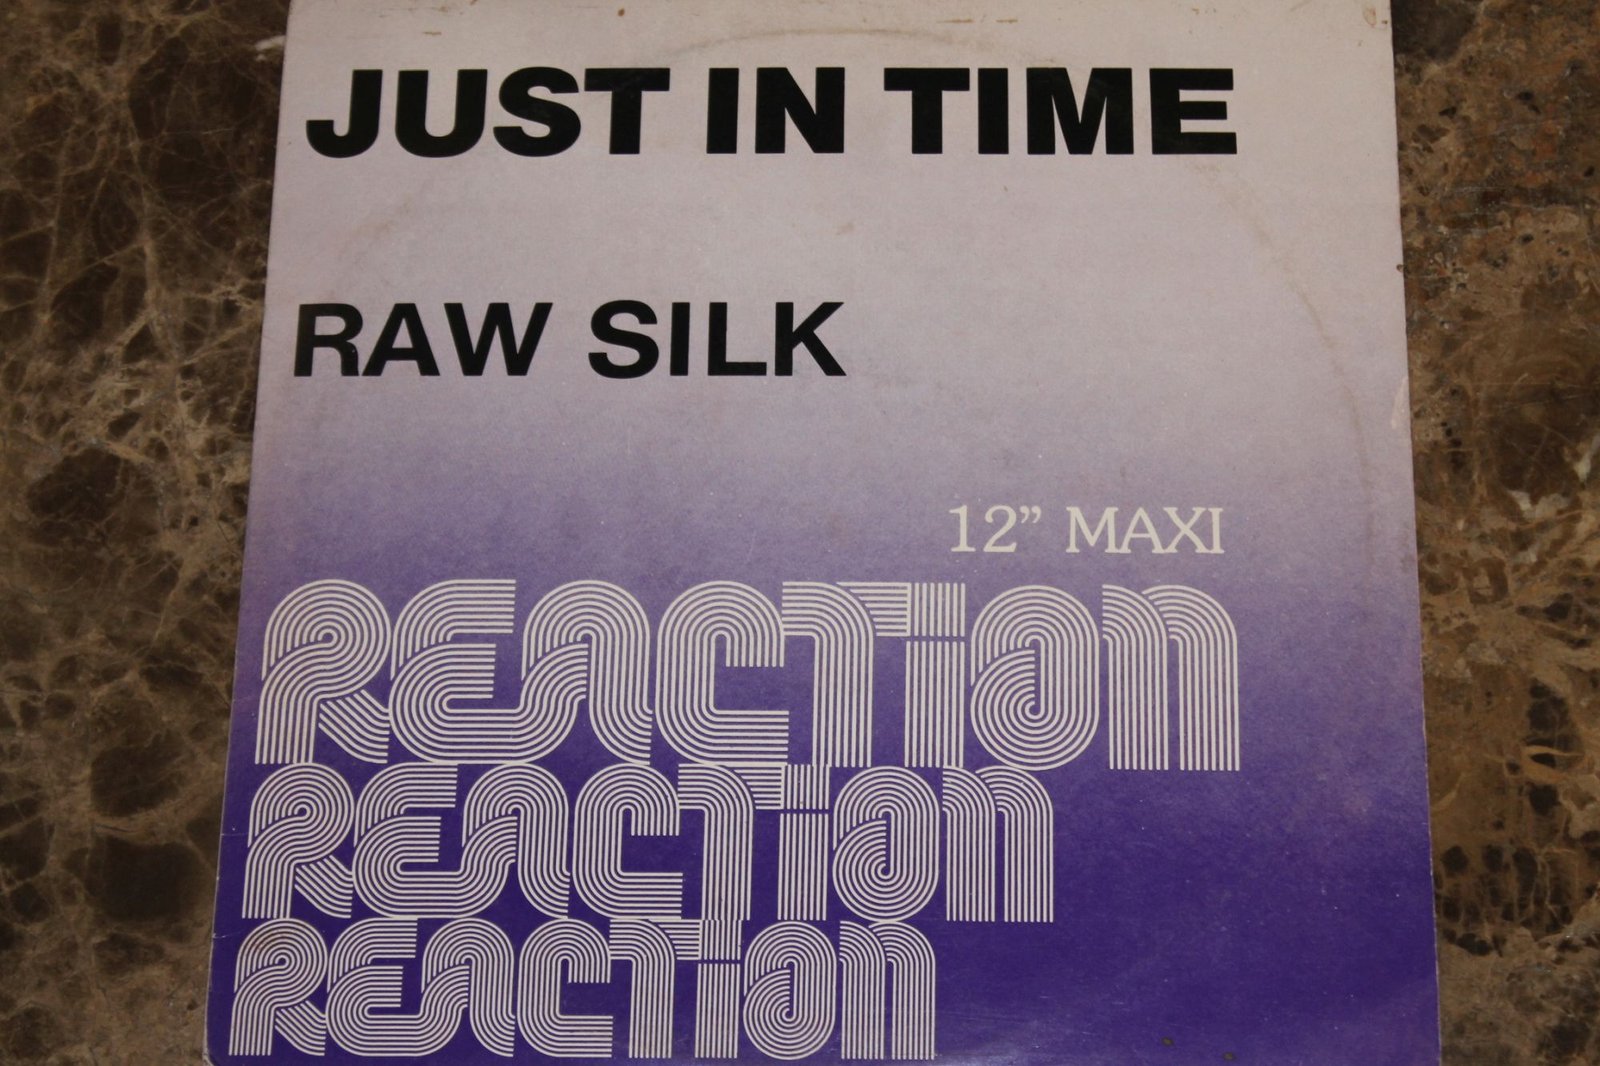 JUST IN TIME
RAW SILK
12” MAXI
REACTION
REACTION
REACTION